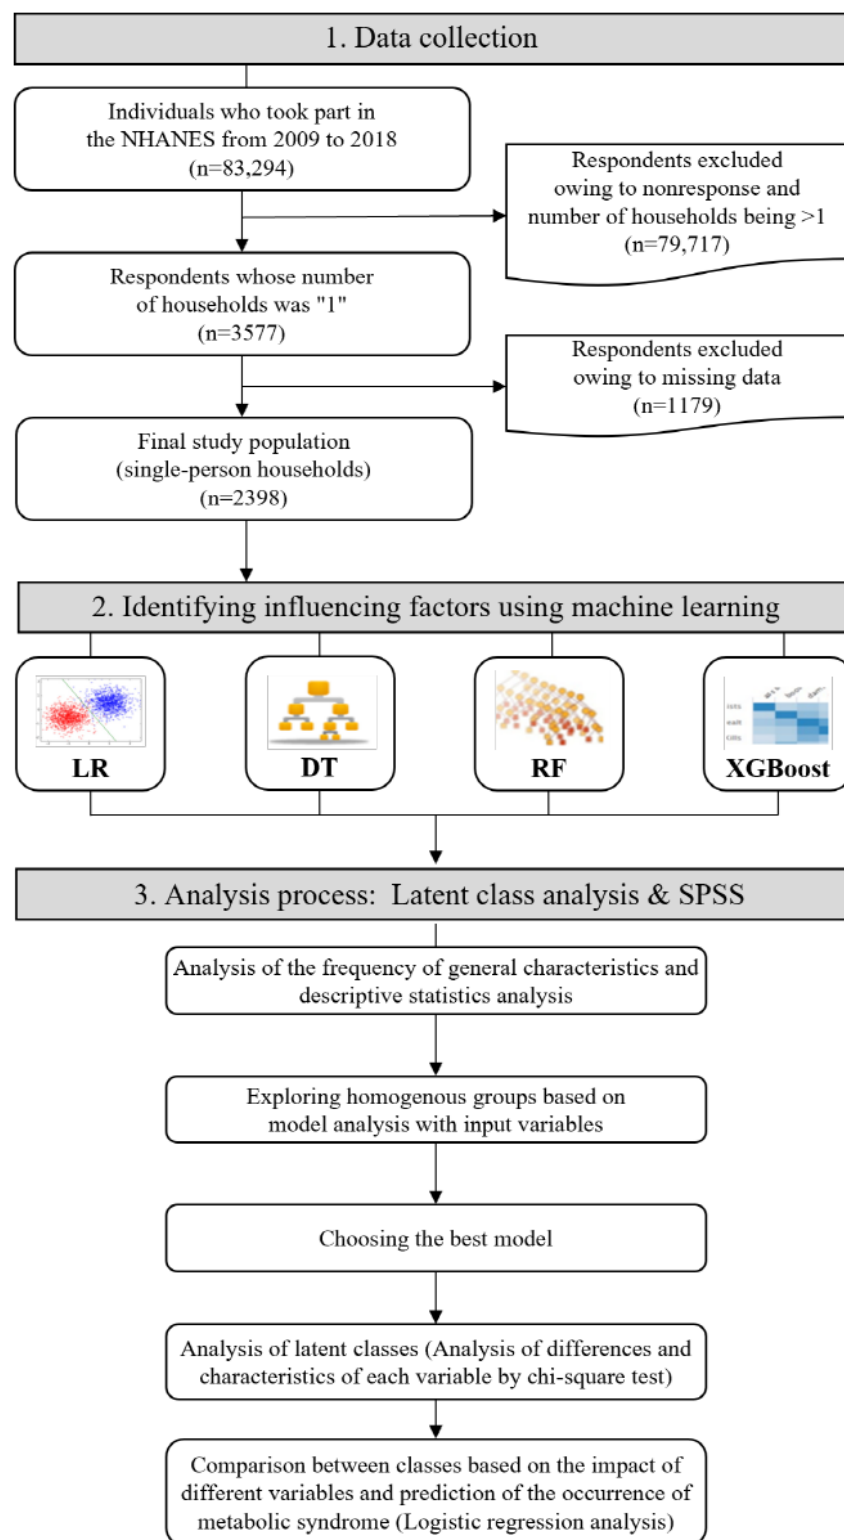 1. Data collection
Individuals who took part in
the NHANES from 2009 to 2018
(n=83,294)
Respondents excluded
owing to nonresponse and
number of households being >1
(n=79,717)
Respondents whose number
of households was "1"
(n=3577)
Respondents excluded
owing to missing data
(n=1179)
Final study population
(single-person households)
(n=2398)
2. Identifying influencing factors using machine learning
LR
DT
RF
XGBoost
3. Analysis process: Latent class analysis & SPSS
Analysis of the frequency of general characteristics and
descriptive statistics analysis
Exploring homogenous groups based on
model analysis with input variables
Choosing the best model
Analysis of latent classes (Analysis of differences and
characteristics of each variable by chi-square test)
Comparison between classes based on the impact of
different variables and prediction of the occurrence of
metabolic syndrome (Logistic regression analysis)